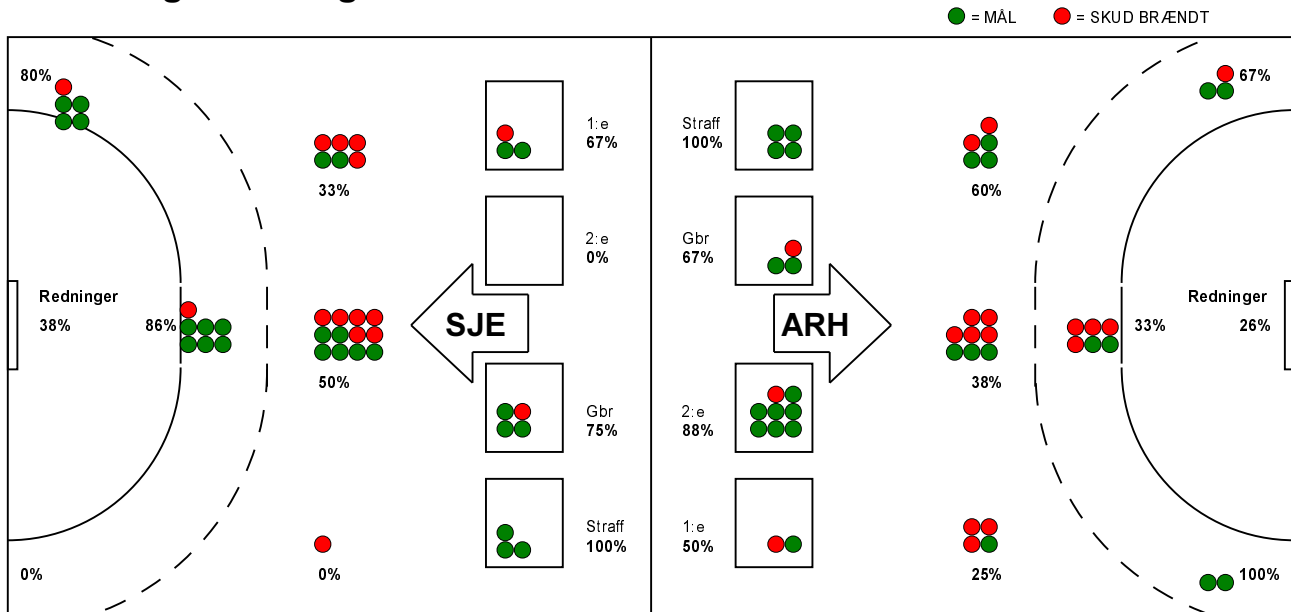 = MÅL
= SKUD BRÆNDT
80%
67%
1:e
67%
Straff
100%
33%
60%
2:e
0%
Gbr
67%
Redninger
38%
86%
SJE
ARH
33%
Redninger
26%
50%
38%
Gbr
75%
2:e
88%
Straff
100%
1:e
50%
0%
0%
25%
100%